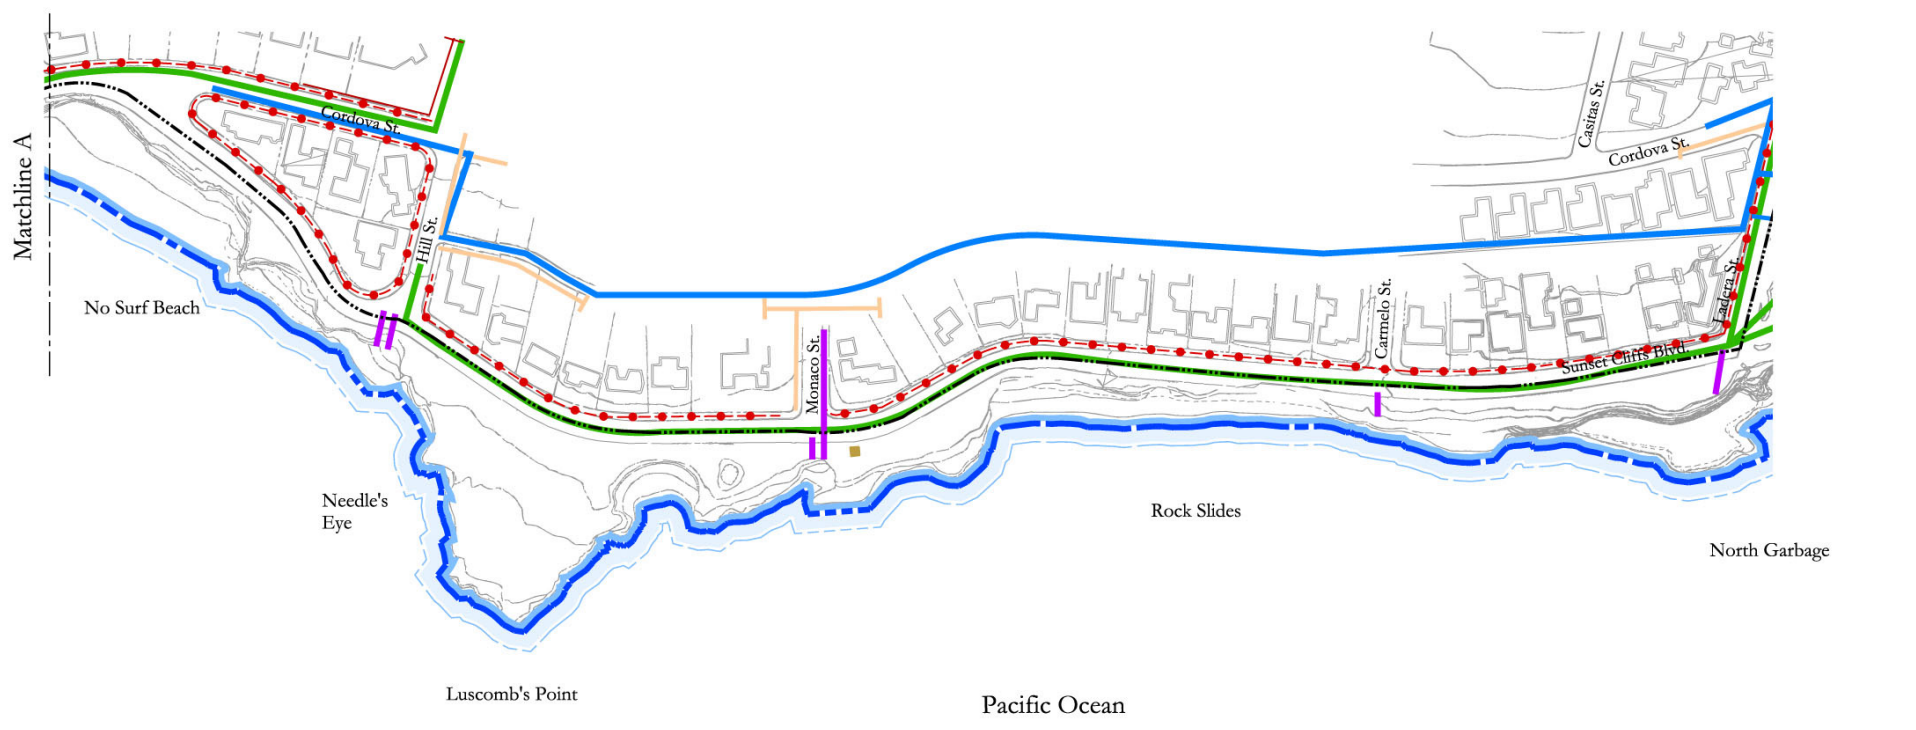 Matchline A
Cordova St.
Casitas St.
Cordova St.
Hill St.
No Surf Beach
Monaco St.
Carmelo St.
Ladera St.
Sunset Cliffs Blvd.
Needle's
Eye
Rock Slides
North Garbage
Luscomb's Point
Pacific Ocean